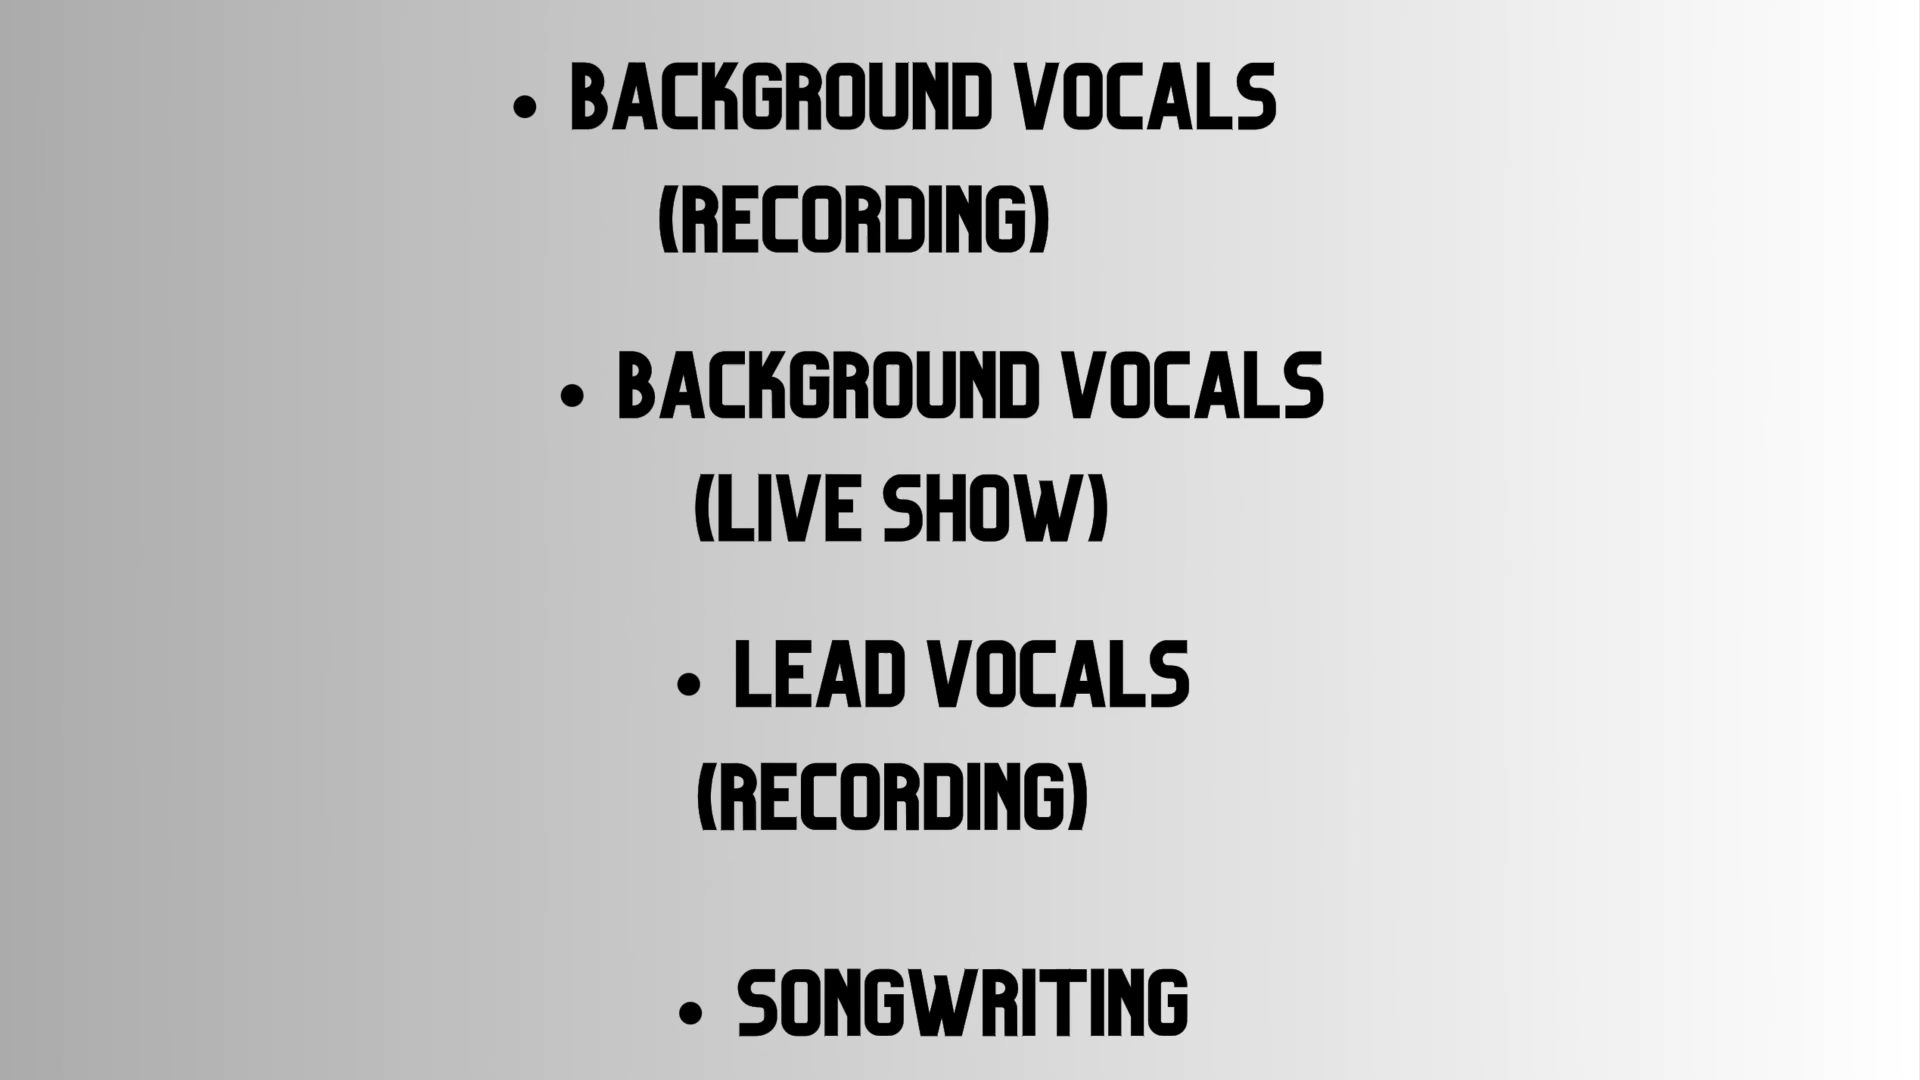 • BACKGROUND VOCALS
(RECORDING)
• BACKGROUND VOCALS
(LIVE SHOW)
• LEAD VOCALS
(RECORDING)
• SONGWRITING